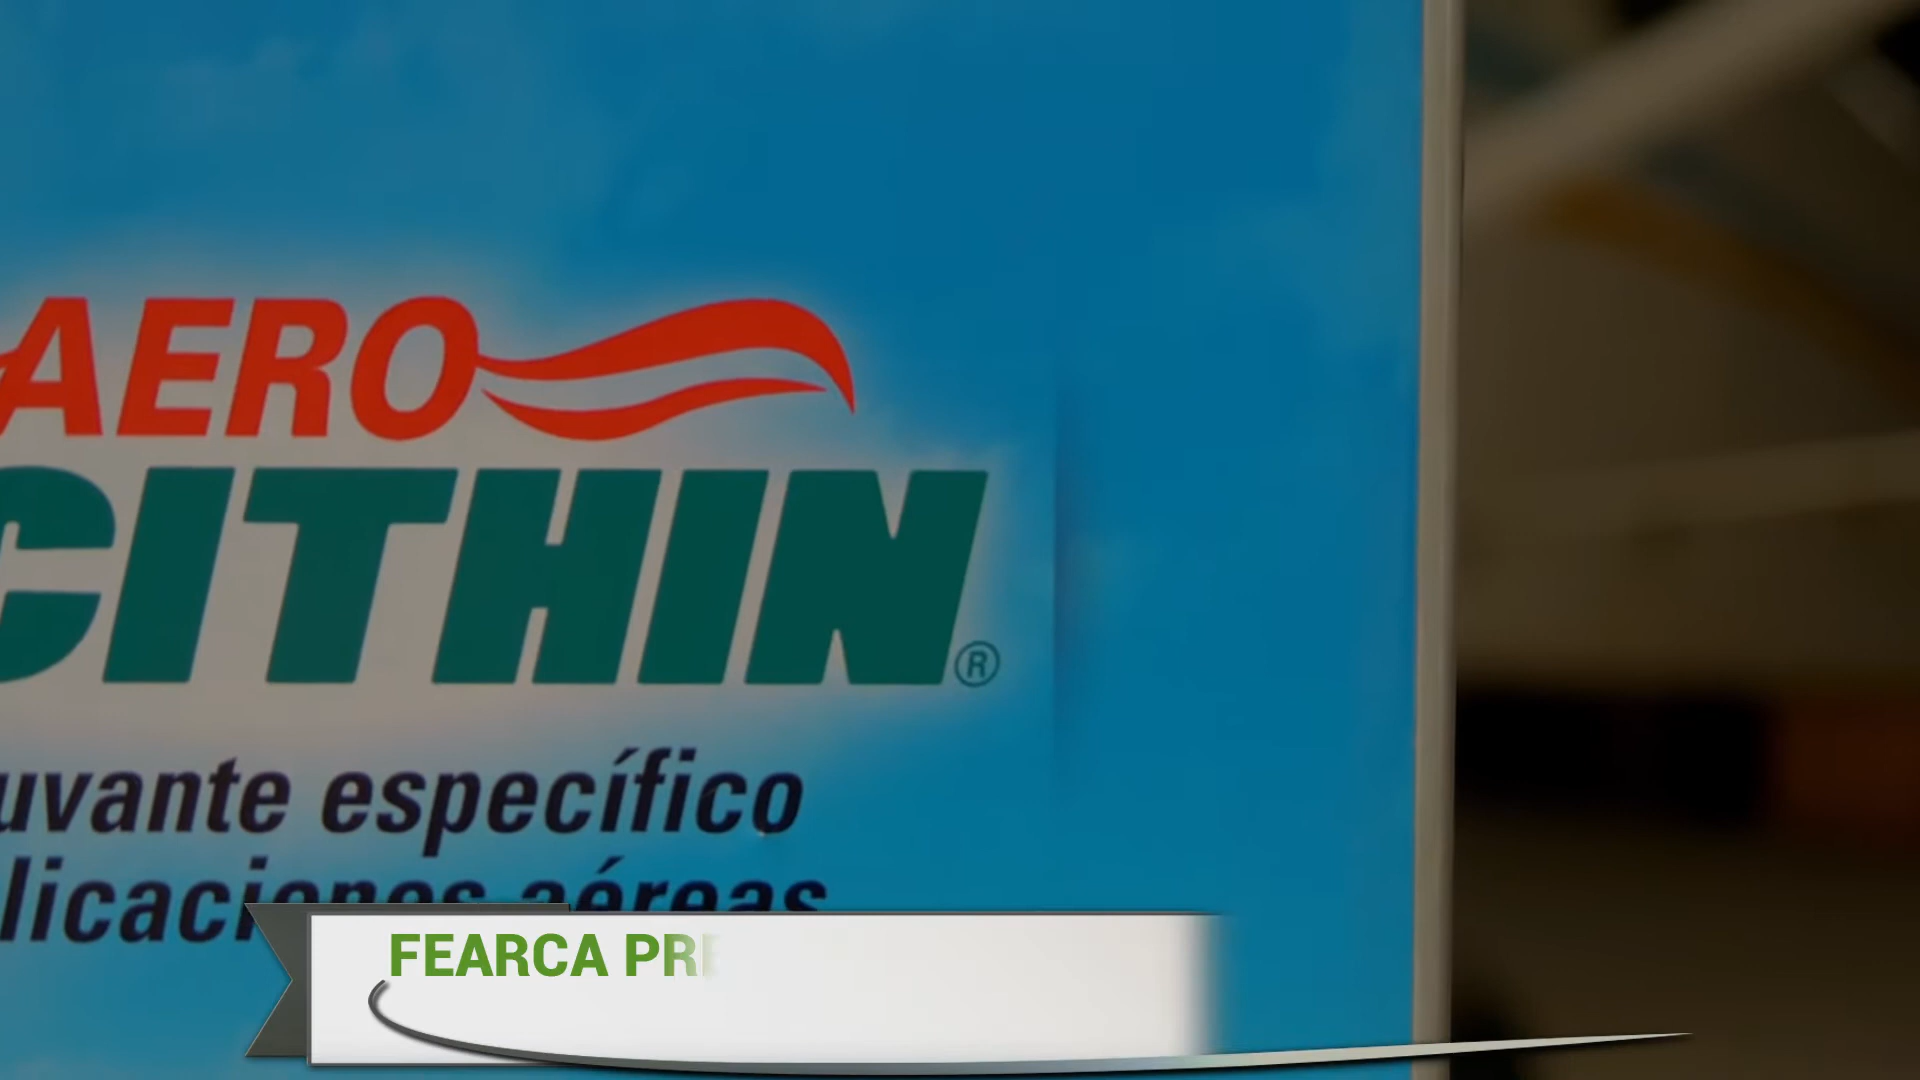 AERO
CITHIN®
uvante específico
licaciones aéreas
FEARCA PR